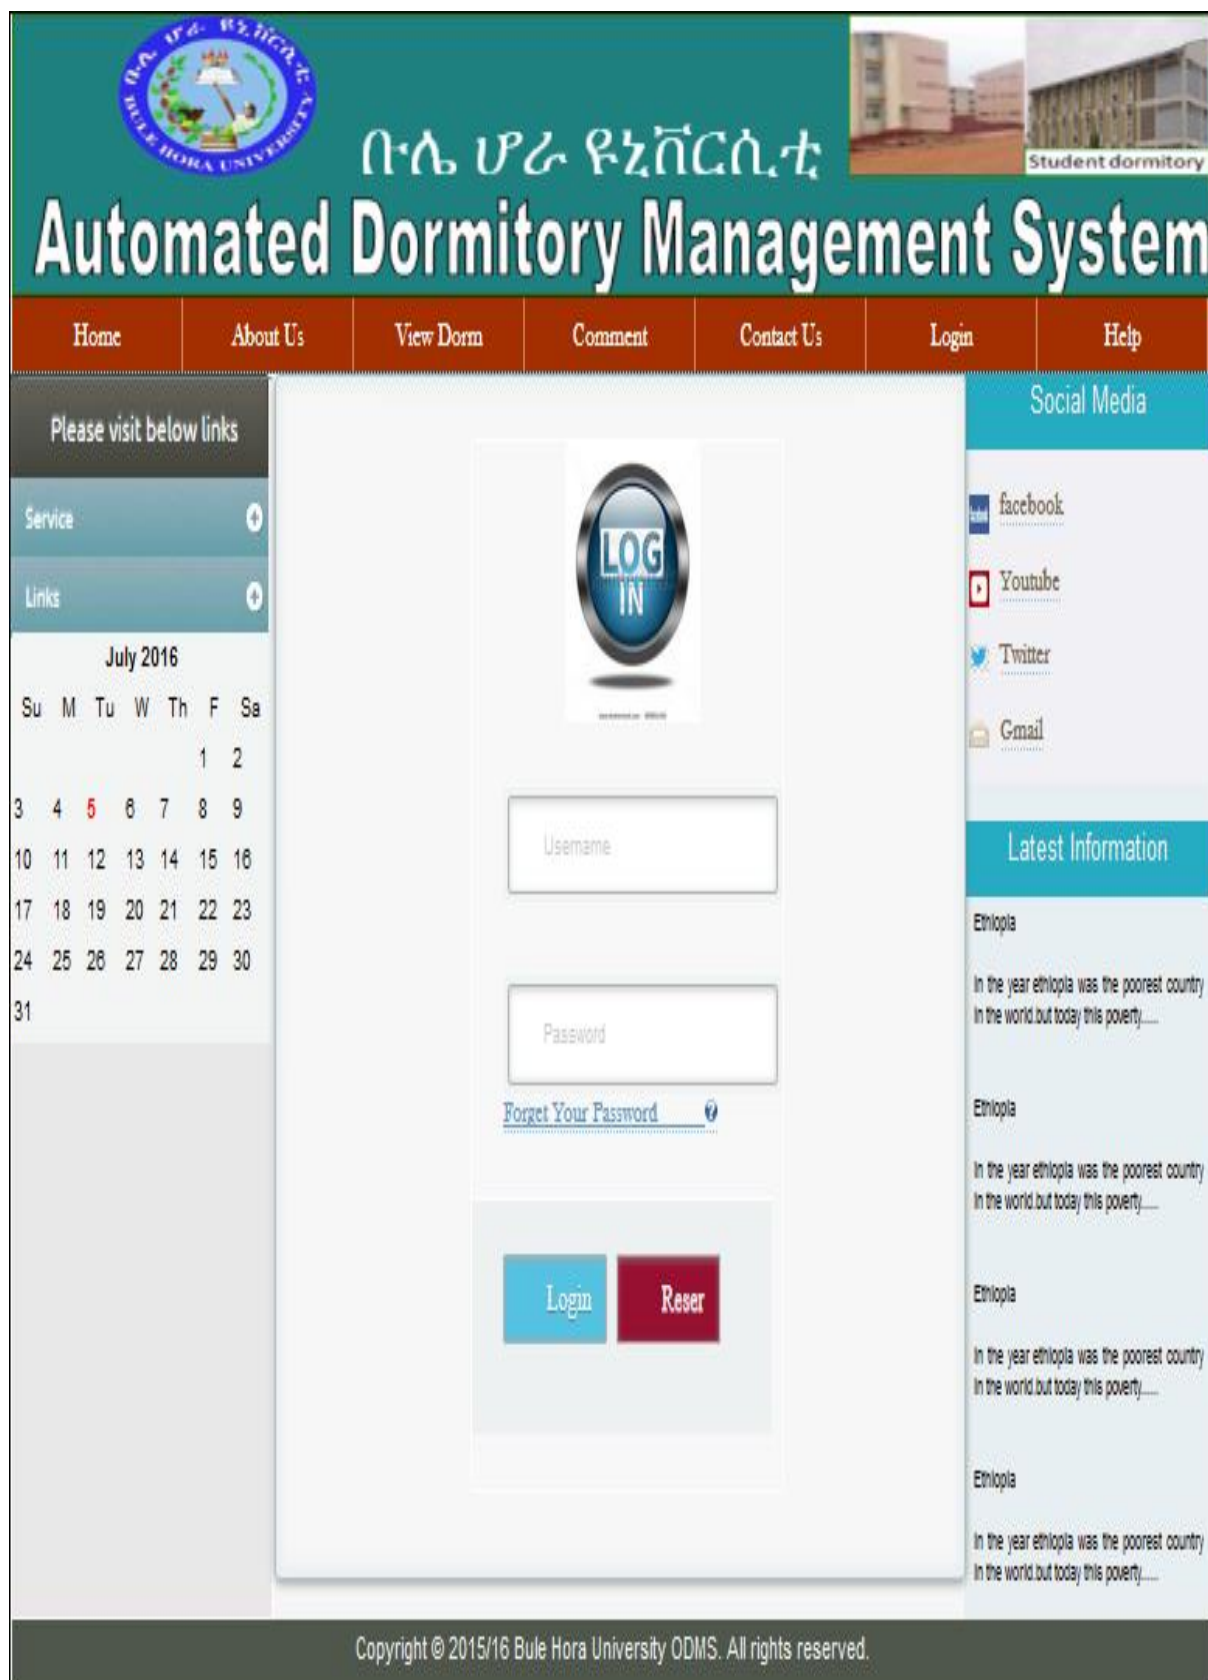 ቡሌ ሆራ ዩኒቨርሲቲ
BULE HORA UNIVERSITY
ቡሌ ሆራ ዩኒቨርሲቲ
Student dormitory
Automated Dormitory Management System
Home About Us View Dorm Comment Contact Us Login Help
Please visit below links
Service
Links
July 2016
Su M Tu W Th F Sa
1 2
3 4 5 6 7 8 9
10 11 12 13 14 15 16
17 18 19 20 21 22 23
24 25 26 27 28 29 30
31
LOG
IN
Username
Password
Forget Your Password
Login Reser
Social Media
facebook
Youtube
Twitter
Gmail
Latest Information
Ethiopia
In the year ethiopia was the poorest country
in the world.but today this poverty......
Ethiopia
In the year ethiopia was the poorest country
in the world.but today this poverty......
Ethiopia
In the year ethiopia was the poorest country
in the world.but today this poverty......
Ethiopia
In the year ethiopia was the poorest country
in the world.but today this poverty......
Copyright © 2015/16 Bule Hora University ODMS. All rights reserved.